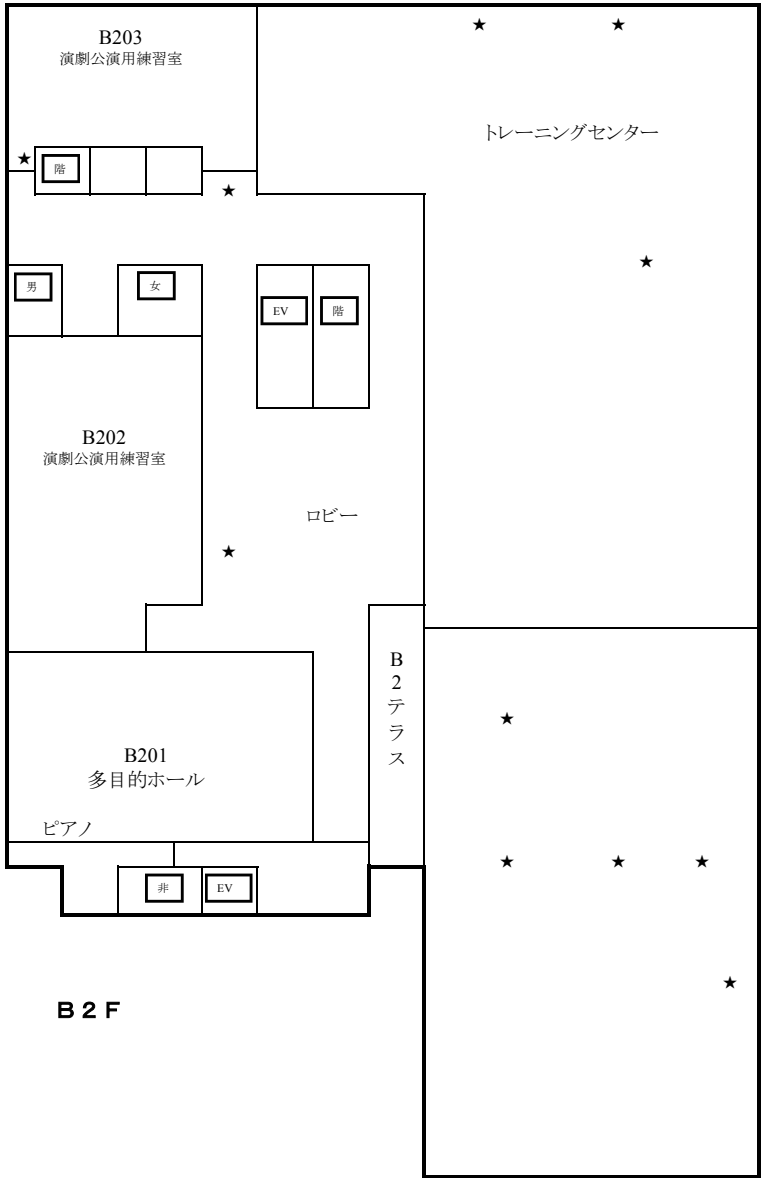 B203
演劇公演用練習室
★ ★
トレーニングセンター
★
階
★
★
男
女
EV
階
B202
演劇公演用練習室
ロビー
★
B2テラス
★
B201
多目的ホール
ピアノ
★ ★ ★
非
EV
★
B2F